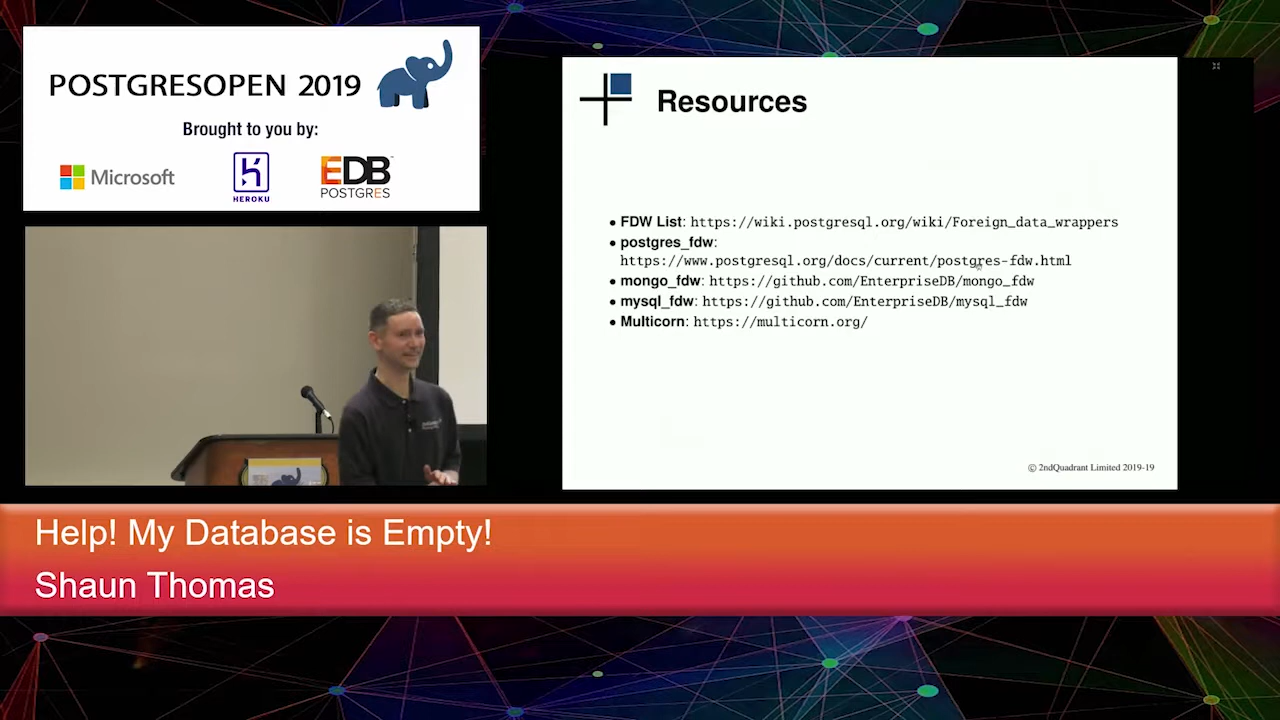 POSTGRESOPEN 2019
Brought to you by:
Microsoft
HEROKU
EDB
POSTGRES
Resources
• FDW List: https://wiki.postgresql.org/wiki/Foreign_data_wrappers
• postgres_fdw:
https://www.postgresql.org/docs/current/postgres-fdw.html
• mongo_fdw: https://github.com/EnterpriseDB/mongo_fdw
• mysql_fdw: https://github.com/EnterpriseDB/mysql_fdw
• Multicorn: https://multicorn.org/
© 2ndQuadrant Limited 2019-19
Help! My Database is Empty!
Shaun Thomas